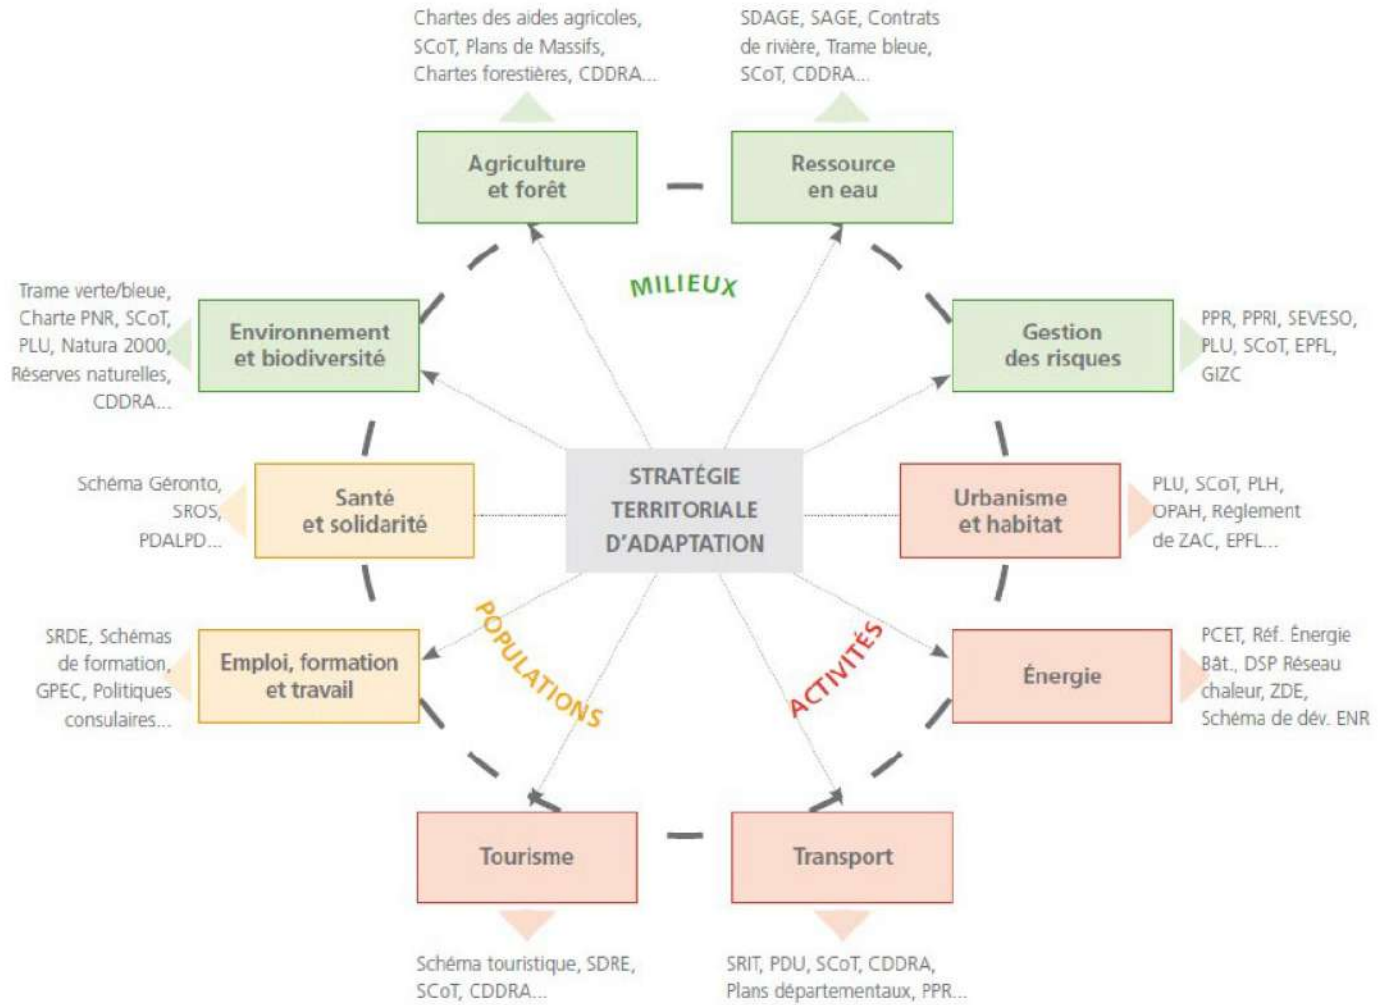 Chartes des aides agricoles,
SCoT, Plans de Massifs,
Chartes forestières, CDDRA...
SDAGE, SAGE, Contrats
de rivière, Trame bleue,
SCoT, CDDRA...
Agriculture
et forêt
Ressource
en eau
MILIEUX
Trame verte/bleue,
Charte PNR, SCoT,
PLU, Natura 2000,
Réserves naturelles,
CDDRA...
Environnement
et biodiversité
Gestion
des risques
PPR, PPRI, SEVESO,
PLU, SCoT, EPFL,
GIZC
Schéma Géronto,
SROS,
PDALPD...
Santé
et solidarité
STRATÉGIE
TERRITORIALE
D'ADAPTATION
Urbanisme
et habitat
PLU, SCoT, PLH,
OPAH, Réglement
de ZAC, EPFL...
POPULATIONS
ACTIVITÉS
SRDE, Schémas
de formation,
GPEC, Politiques
consulaires...
Emploi, formation
et travail
Énergie
PCET, Réf. Énergie
Bât., DSP Réseau
chaleur, ZDE,
Schéma de dév. ENR
Tourisme
Transport
Schéma touristique, SDRE,
SCoT, CDDRA...
SRIT, PDU, SCoT, CDDRA,
Plans départementaux, PPR...